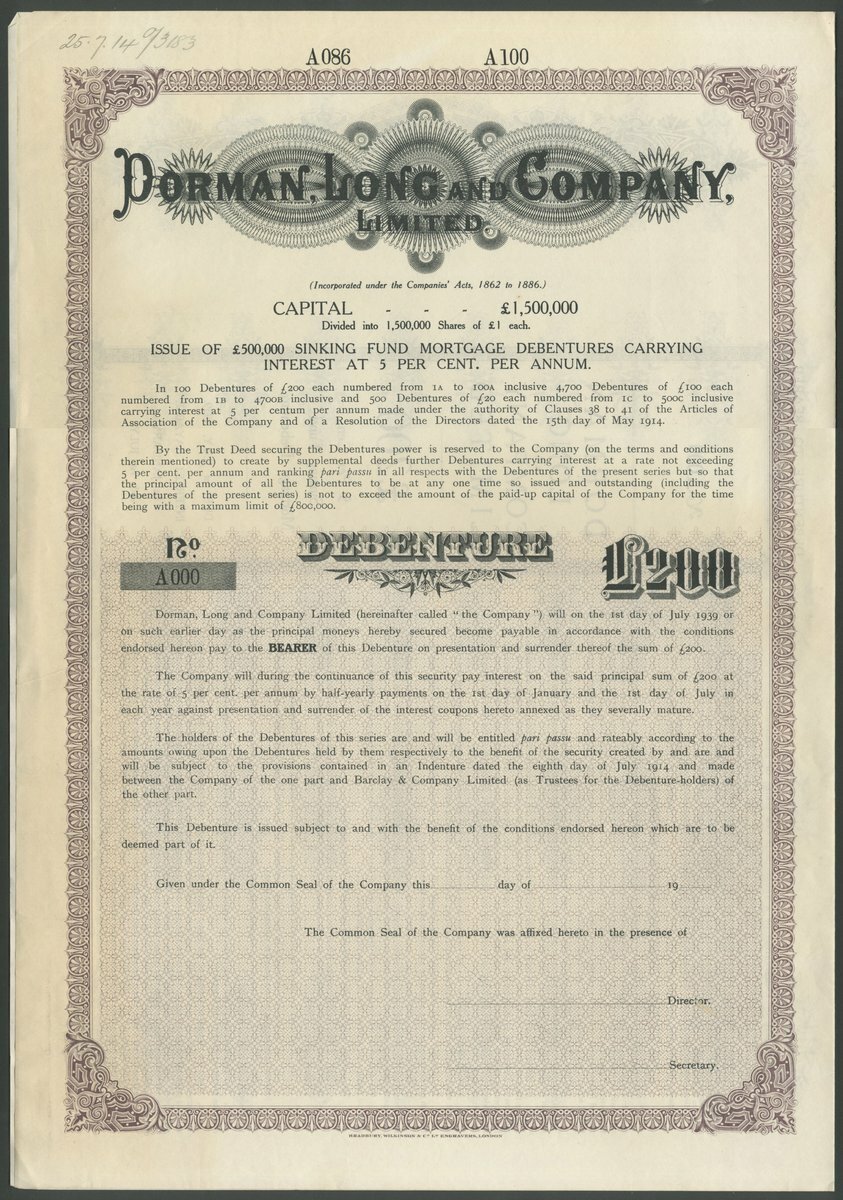 25.7.14 0/3183
A086 A100
DORMAN, LONG AND COMPANY,
LIMITED.
(Incorporated under the Companies' Acts, 1862 to 1886.)
CAPITAL - - - £1,500,000
Divided into 1,500,000 Shares of £1 each.
ISSUE OF £500,000 SINKING FUND MORTGAGE DEBENTURES CARRYING
INTEREST AT 5 PER CENT. PER ANNUM.
In 100 Debentures of £200 each numbered from 1A to 100A inclusive 4,700 Debentures of £100 each
numbered from 1B to 4700B inclusive and 500 Debentures of £20 each numbered from 1C to 500C inclusive
carrying interest at 5 per centum per annum made under the authority of Clauses 38 to 41 of the Articles of
Association of the Company and of a Resolution of the Directors dated the 15th day of May 1914.
By the Trust Deed securing the Debentures power is reserved to the Company (on the terms and conditions
therein mentioned) to create by supplemental deeds further Debentures carrying interest at a rate not exceeding
5 per cent. per annum and ranking pari passu in all respects with the Debentures of the present series but so that
the principal amount of all the Debentures to be at any one time so issued and outstanding (including the
Debentures of the present series) is not to exceed the amount of the paid-up capital of the Company for the time
being with a maximum limit of £800,000.
No. DEBENTURE £200
A000
Dorman, Long and Company Limited (hereinafter called "the Company") will on the 1st day of July 1939 or
on such earlier day as the principal moneys hereby secured become payable in accordance with the conditions
endorsed hereon pay to the BEARER of this Debenture on presentation and surrender thereof the sum of £200.
The Company will during the continuance of this security pay interest on the said principal sum of £200 at
the rate of 5 per cent. per annum by half-yearly payments on the 1st day of January and the 1st day of July in
each year against presentation and surrender of the interest coupons hereto annexed as they severally mature.
The holders of the Debentures of this series are and will be entitled pari passu and rateably according to the
amounts owing upon the Debentures held by them respectively to the benefit of the security created by and are and
will be subject to the provisions contained in an Indenture dated the eighth day of July 1914 and made
between the Company of the one part and Barclay & Company Limited (as Trustees for the Debenture-holders) of
the other part.
This Debenture is issued subject to and with the benefit of the conditions endorsed hereon which are to be
deemed part of it.
Given under the Common Seal of the Company this day of 19
The Common Seal of the Company was affixed hereto in the presence of
Director.
Secretary.
BRADBURY, WILKINSON & Co. Ld. ENGRAVERS, LONDON